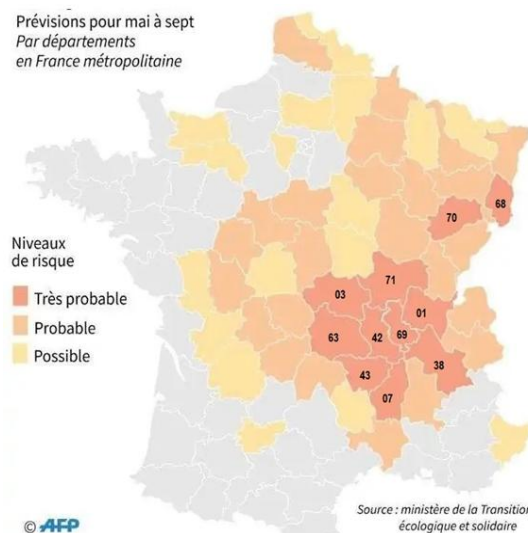 Prévisions pour mai à sept
Par départements
en France métropolitaine
68
70
Niveaux
de risque
71
03
01
Très probable
63
42
69
Probable
38
Possible
43
07
© AFP
Source : ministère de la Transition
écologique et solidaire